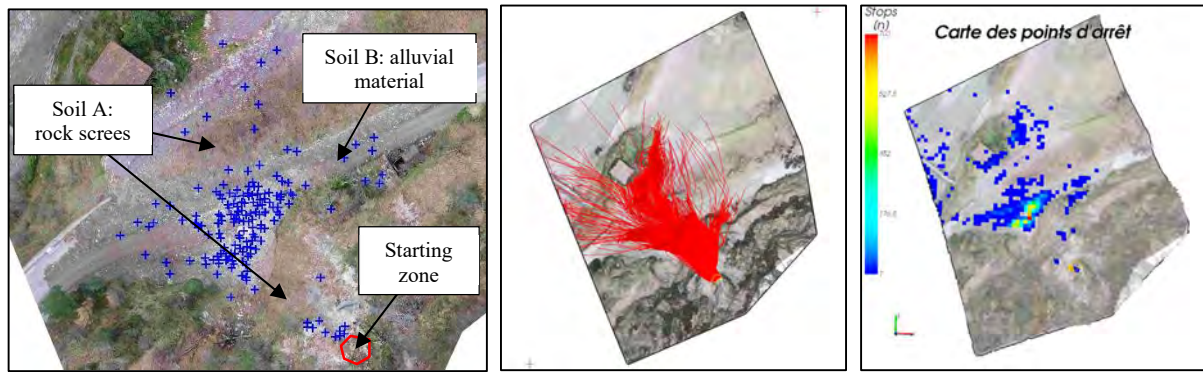 Soil A:
rock screes
Soil B: alluvial
material
Starting
zone
Stops
(n)
Carte des points d'arrêt